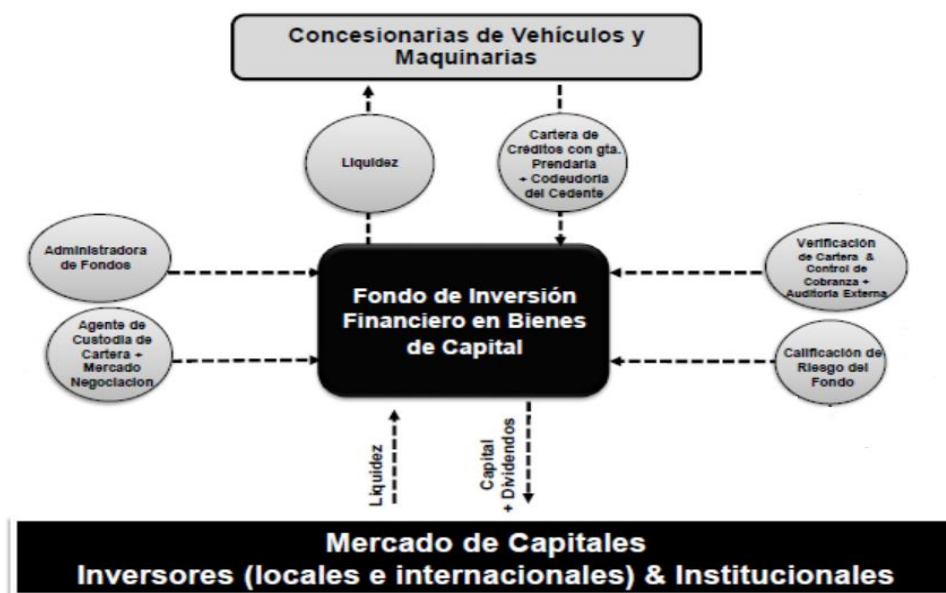 Concesionarias de Vehículos y
Maquinarias
Liquidez
Cartera de
Créditos con gta.
Prendaria
+ Codeudoria
del Cedente
Administradora
de Fondos
Verificación
de Cartera &
Control de
Cobranza +
Auditoria Externa
Fondo de Inversión
Financiero en Bienes
de Capital
Agente de
Custodia de
Cartera +
Mercado
Negociacion
Calificación de
Riesgo del
Fondo
Liquidez
Capital
+ Dividendos
Mercado de Capitales
Inversores (locales e internacionales) & Institucionales